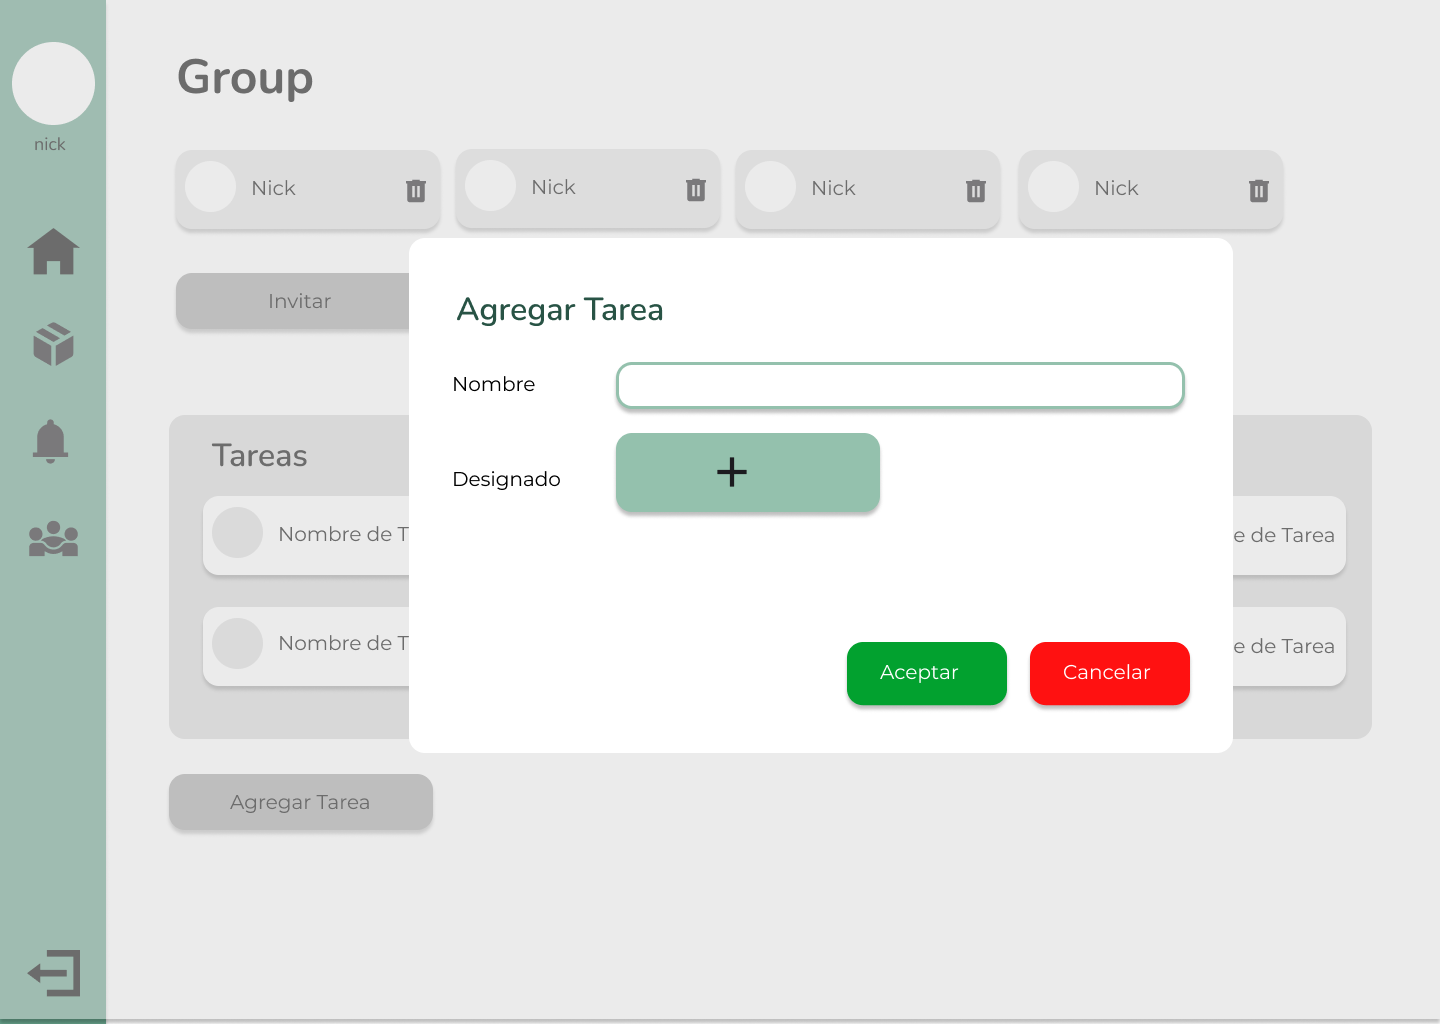 Group
nick
Nick
Nick
Nick
Nick
Invitar
Agregar Tarea
Nombre
Designado
Tareas
Nombre de T
e de Tarea
Nombre de T
e de Tarea
Aceptar
Cancelar
Agregar Tarea